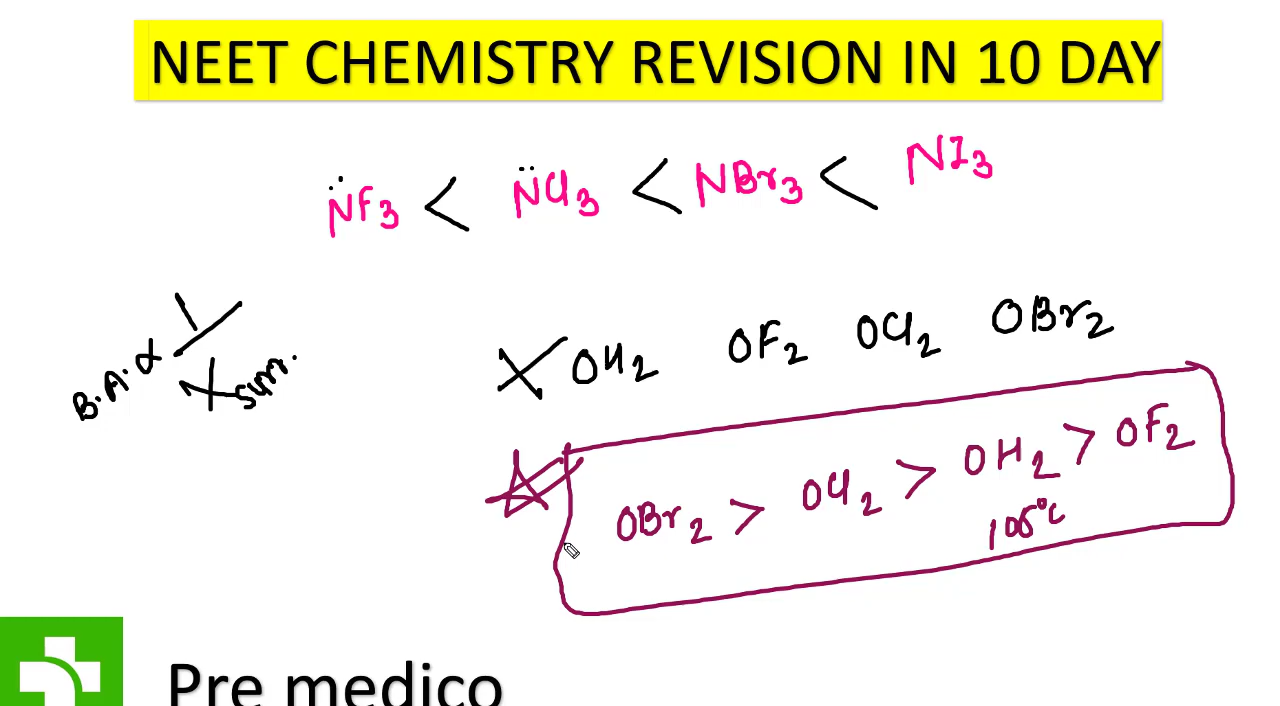 NEET CHEMISTRY REVISION IN 10 DAY
NF3 < NCl3 < NBr3 < NI3
B.A. α 1/surr.
OH2 OF2 OCl2 OBr2
OBr2 > OCl2 > OH2 > OF2
105°C
Pre medico